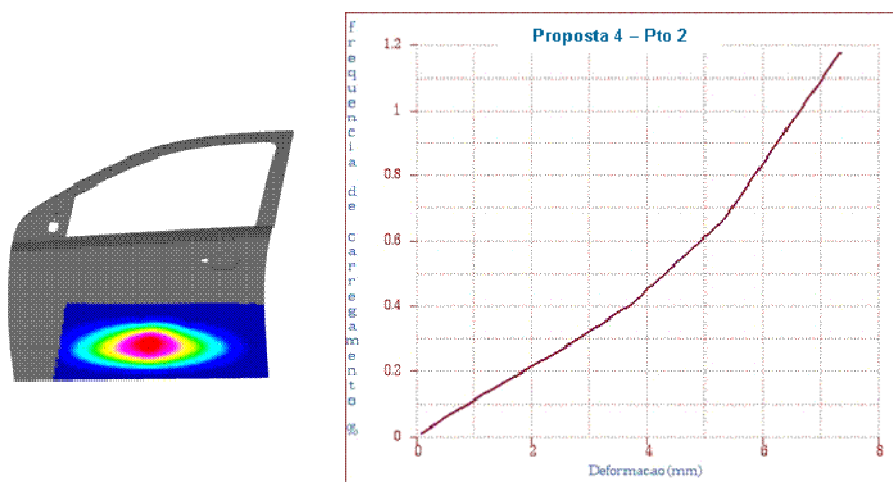 Proposta 4 – Pto 2
frequencia de carregamento %
1.2
1
0.8
0.6
0.4
0.2
0
0 2 4 6 8
Deformacao (mm)